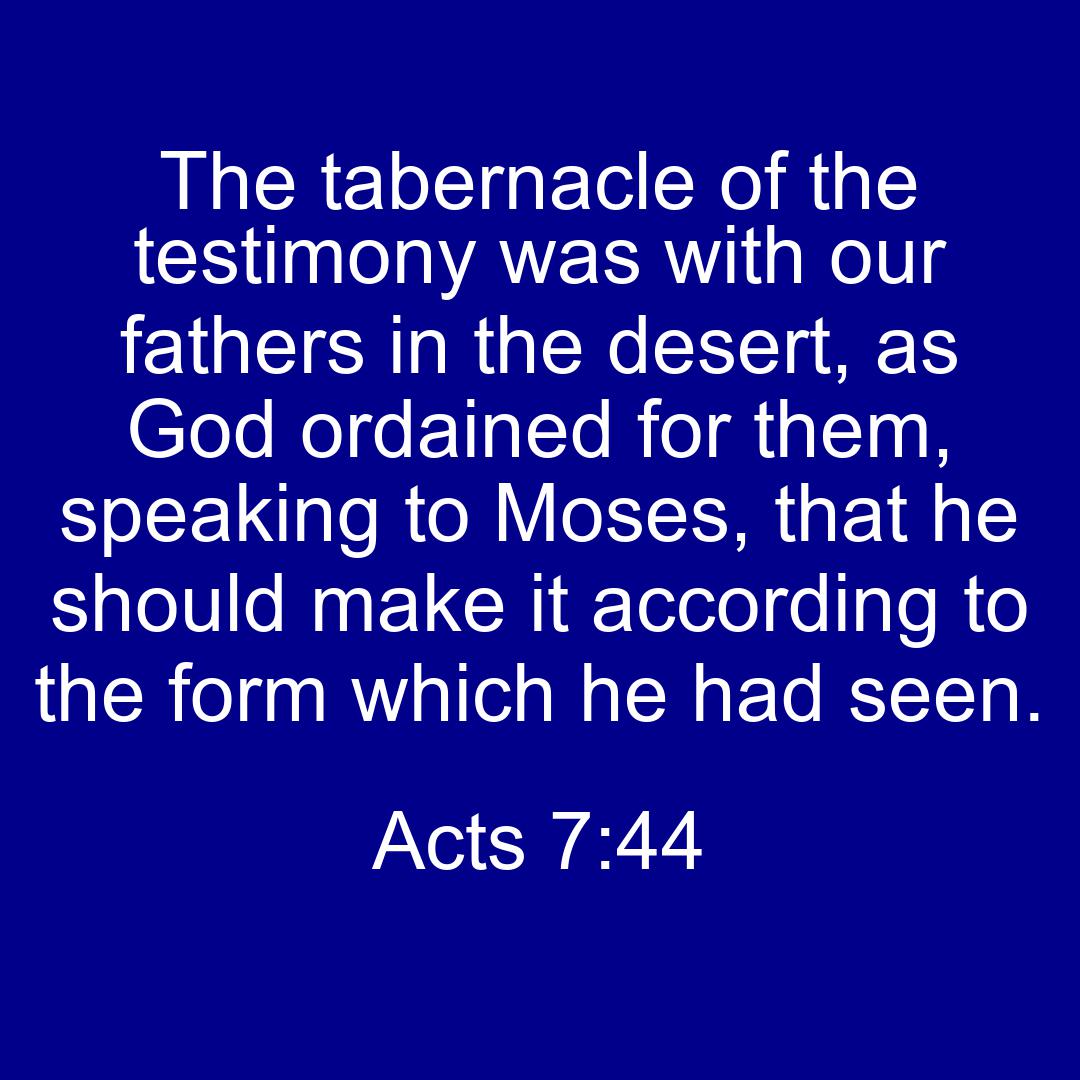 The tabernacle of the
testimony was with our
fathers in the desert, as
God ordained for them,
speaking to Moses, that he
should make it according to
the form which he had seen.
Acts 7:44